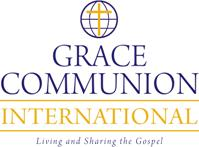 GRACE
COMMUNION
INTERNATIONAL
Living and Sharing the Gospel